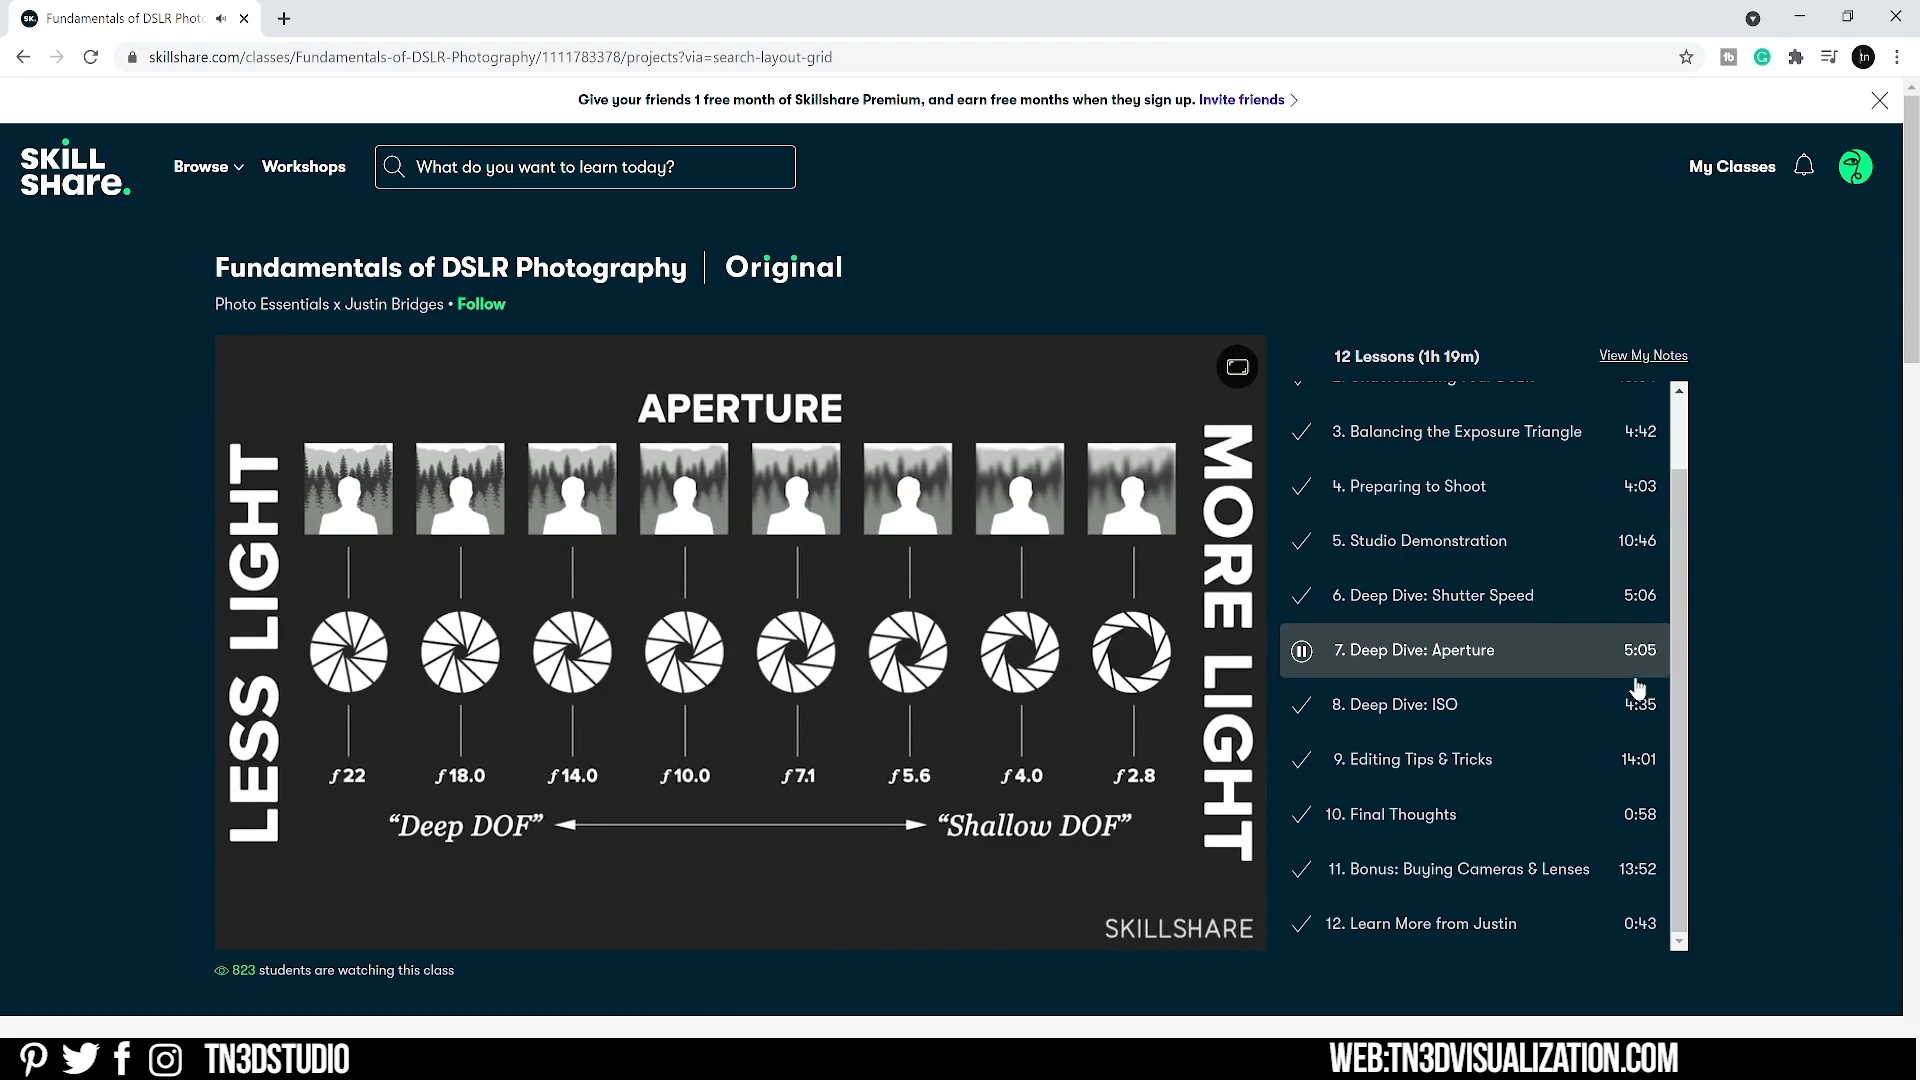 SK.
Fundamentals of DSLR Photo
skillshare.com/classes/Fundamentals-of-DSLR-Photography/1111783378/projects?via=search-layout-grid
tb
G
tn
Give your friends 1 free month of Skillshare Premium, and earn free months when they sign up. Invite friends
SKILL
SHARE.
Browse
Workshops
What do you want to learn today?
My Classes
Fundamentals of DSLR Photography | Original
Photo Essentials x Justin Bridges • Follow
APERTURE
LESS LIGHT
MORE LIGHT
ƒ22 ƒ18.0 ƒ14.0 ƒ10.0 ƒ7.1 ƒ5.6 ƒ4.0 ƒ2.8
“Deep DOF” “Shallow DOF”
SKILLSHARE
12 Lessons (1h 19m)
View My Notes
3. Balancing the Exposure Triangle 4:42
4. Preparing to Shoot 4:03
5. Studio Demonstration 10:46
6. Deep Dive: Shutter Speed 5:06
7. Deep Dive: Aperture 5:05
8. Deep Dive: ISO 4:35
9. Editing Tips & Tricks 14:01
10. Final Thoughts 0:58
11. Bonus: Buying Cameras & Lenses 13:52
12. Learn More from Justin 0:43
823 students are watching this class
TN3DSTUDIO
WEB:TN3DVISUALIZATION.COM